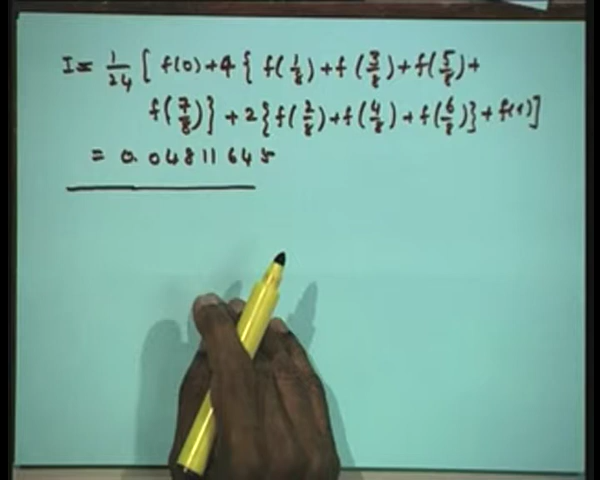 I = 1/24 [ f(0) + 4 { f(1/8) + f(3/8) + f(5/8) +
f(7/8) } + 2 { f(2/8) + f(4/8) + f(6/8) } + f(1) ]
= 0.04811645